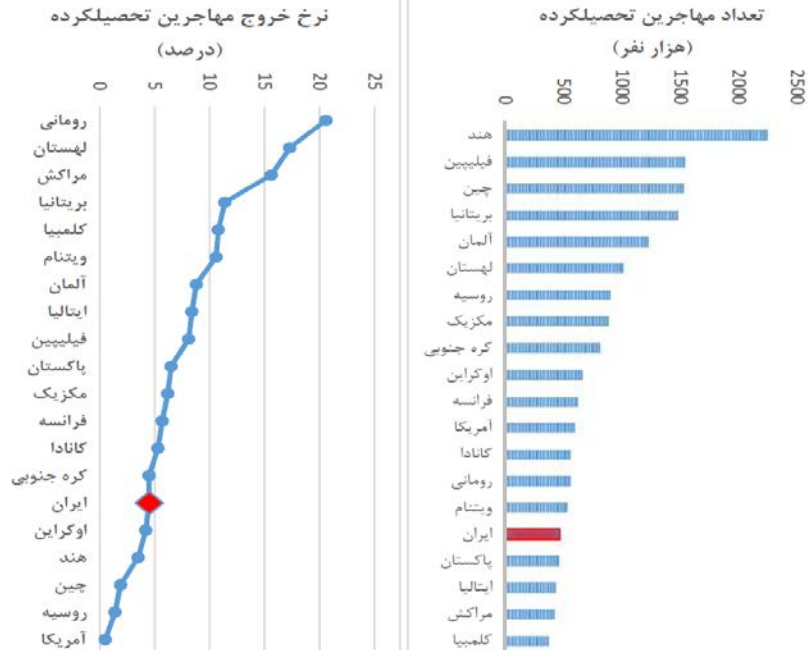 تعداد مهاجرین تحصیلکرده
(هزار نفر)
0 500 1000 1500 2000 2500
هند
فیلیپین
چین
بریتانیا
آلمان
لهستان
روسیه
مکزیک
کره جنوبی
اوکراین
فرانسه
آمریکا
کانادا
رومانی
ویتنام
ایران
پاکستان
ایتالیا
مراکش
کلمبیا
نرخ خروج مهاجرین تحصیلکرده
(درصد)
0 5 10 15 20 25
رومانی
لهستان
مراکش
بریتانیا
کلمبیا
ویتنام
آلمان
ایتالیا
فیلیپین
پاکستان
مکزیک
فرانسه
کانادا
کره جنوبی
ایران
اوکراین
هند
چین
روسیه
آمریکا